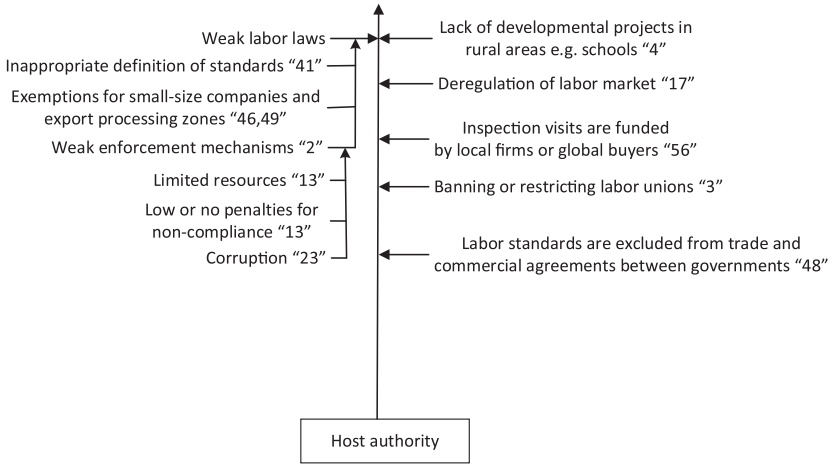 Weak labor laws
Inappropriate definition of standards “41”
Exemptions for small-size companies and
export processing zones “46,49”
Weak enforcement mechanisms “2”
Limited resources “13”
Low or no penalties for
non-compliance “13”
Corruption “23”
Lack of developmental projects in
rural areas e.g. schools “4”
Deregulation of labor market “17”
Inspection visits are funded
by local firms or global buyers “56”
Banning or restricting labor unions “3”
Labor standards are excluded from trade and
commercial agreements between governments “48”
Host authority